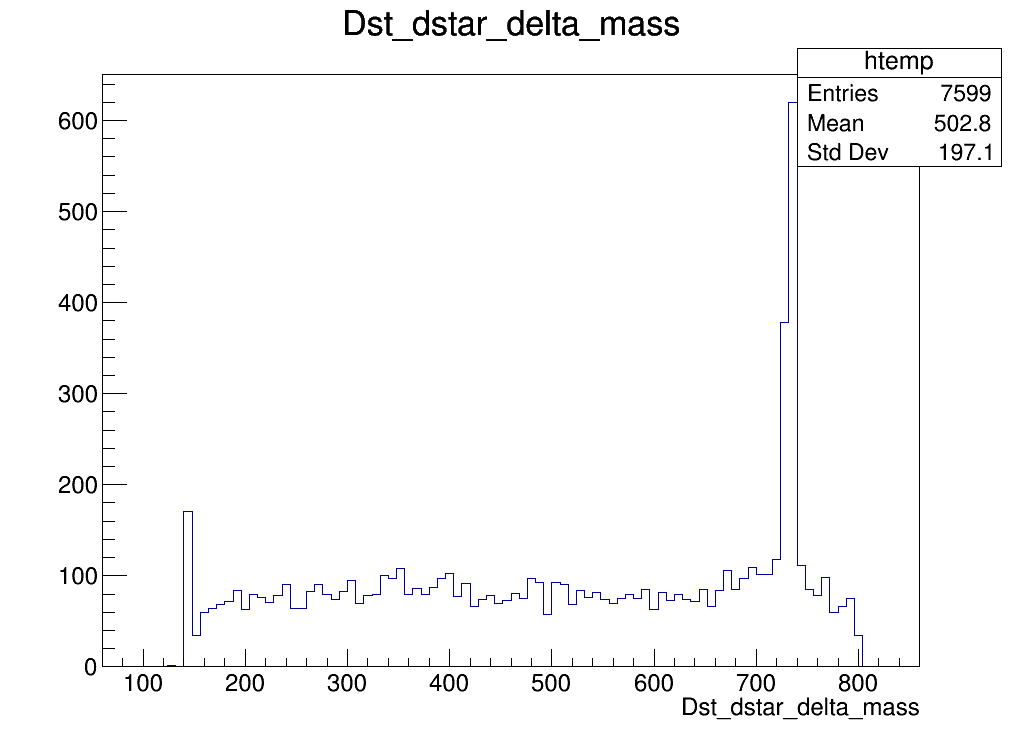 Dst_dstar_delta_mass
htemp
Entries 7599
Mean 502.8
Std Dev 197.1
600
500
400
300
200
100
0
100 200 300 400 500 600 700 800
Dst_dstar_delta_mass